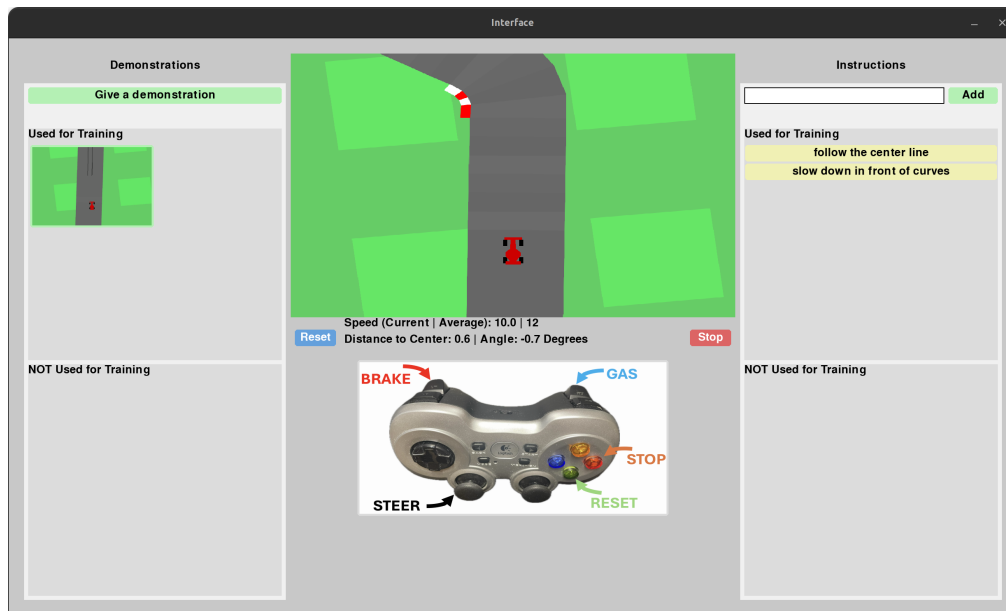 Interface
Demonstrations
Give a demonstration
Used for Training
NOT Used for Training
Speed (Current | Average): 10.0 | 12
Reset
Distance to Center: 0.6 | Angle: -0.7 Degrees
Stop
BRAKE
GAS
STOP
STEER
RESET
Instructions
Add
Used for Training
follow the center line
slow down in front of curves
NOT Used for Training